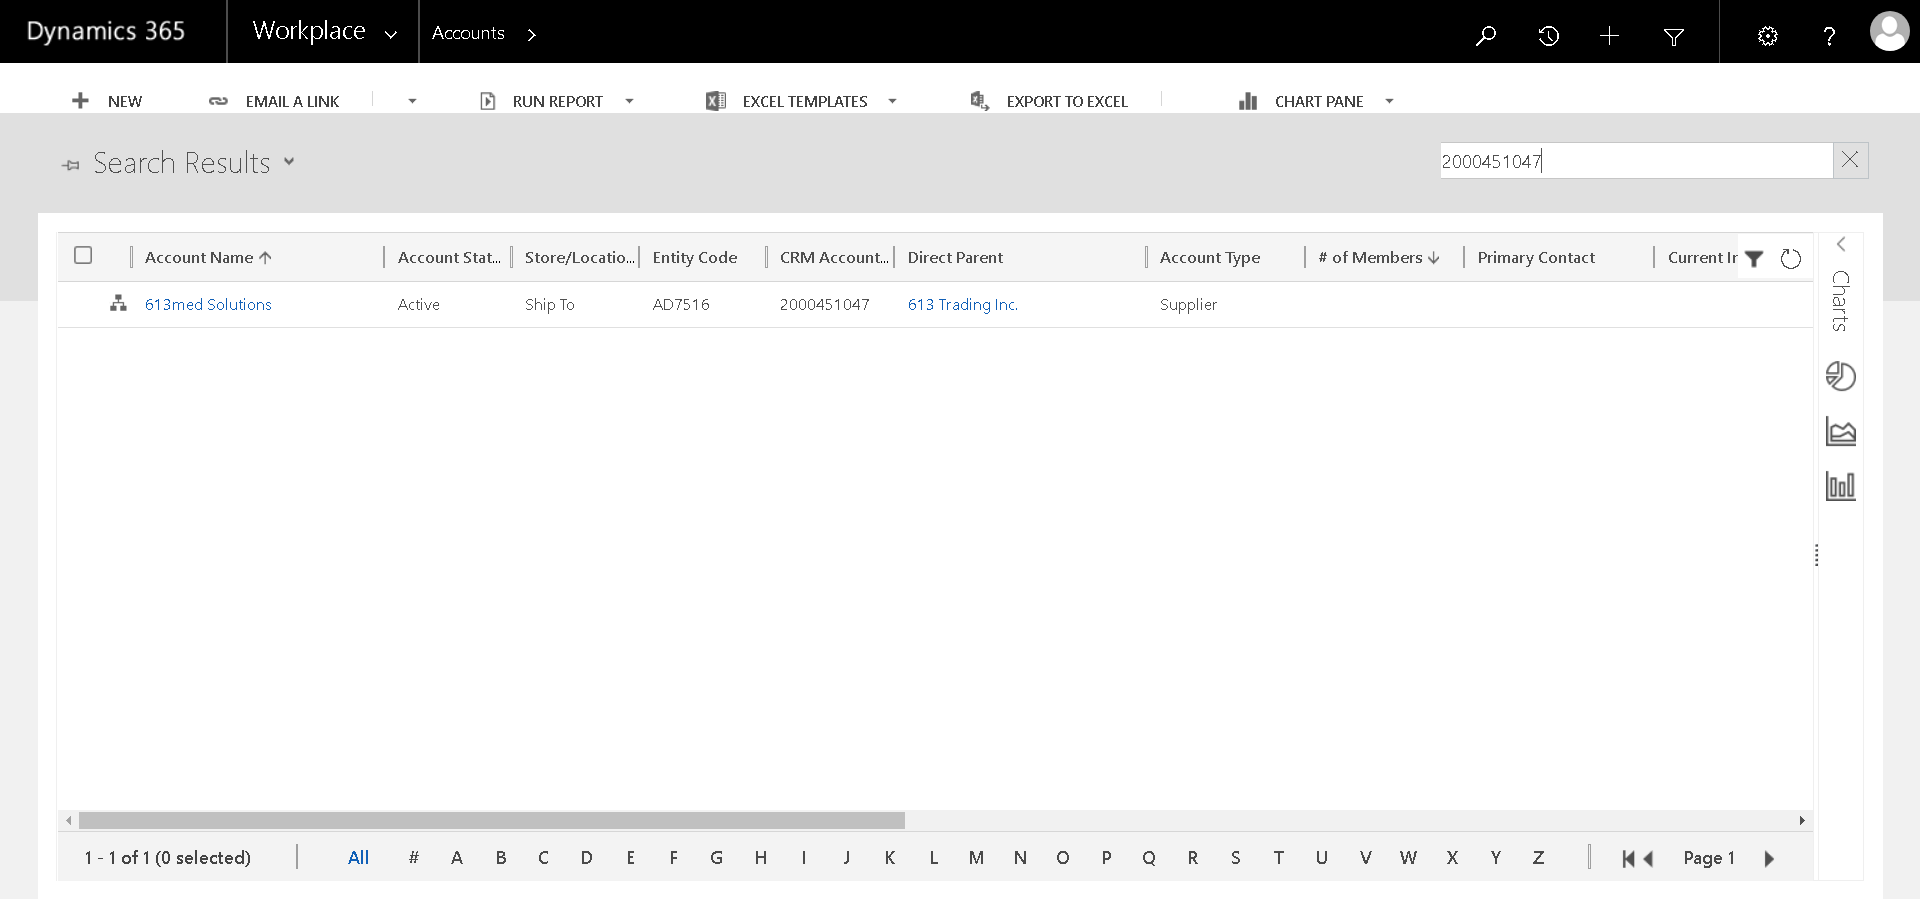 Dynamics 365
Workplace
Accounts
NEW
EMAIL A LINK
RUN REPORT
EXCEL TEMPLATES
EXPORT TO EXCEL
CHART PANE
Search Results
2000451047
Account Name
Account Stat...
Store/Locatio...
Entity Code
CRM Account...
Direct Parent
Account Type
# of Members
Primary Contact
Current Ir
613med Solutions
Active
Ship To
AD7516
2000451047
613 Trading Inc.
Supplier
Charts
1 - 1 of 1 (0 selected)
All # A B C D E F G H I J K L M N O P Q R S T U V W X Y Z
Page 1